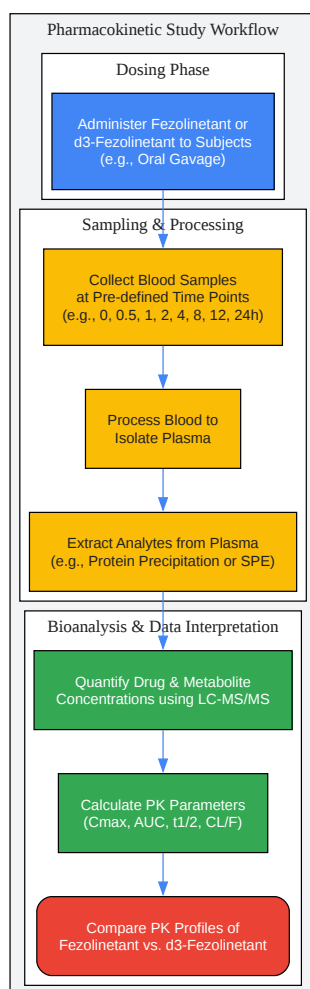 Pharmacokinetic Study Workflow
Dosing Phase
Administer Fezolinetant or
d3-Fezolinetant to Subjects
(e.g., Oral Gavage)
Sampling & Processing
Collect Blood Samples
at Pre-defined Time Points
(e.g., 0, 0.5, 1, 2, 4, 8, 12, 24h)
Process Blood to
Isolate Plasma
Extract Analytes from Plasma
(e.g., Protein Precipitation or SPE)
Bioanalysis & Data Interpretation
Quantify Drug & Metabolite
Concentrations using LC-MS/MS
Calculate PK Parameters
(Cmax, AUC, t1/2, CL/F)
Compare PK Profiles of
Fezolinetant vs. d3-Fezolinetant